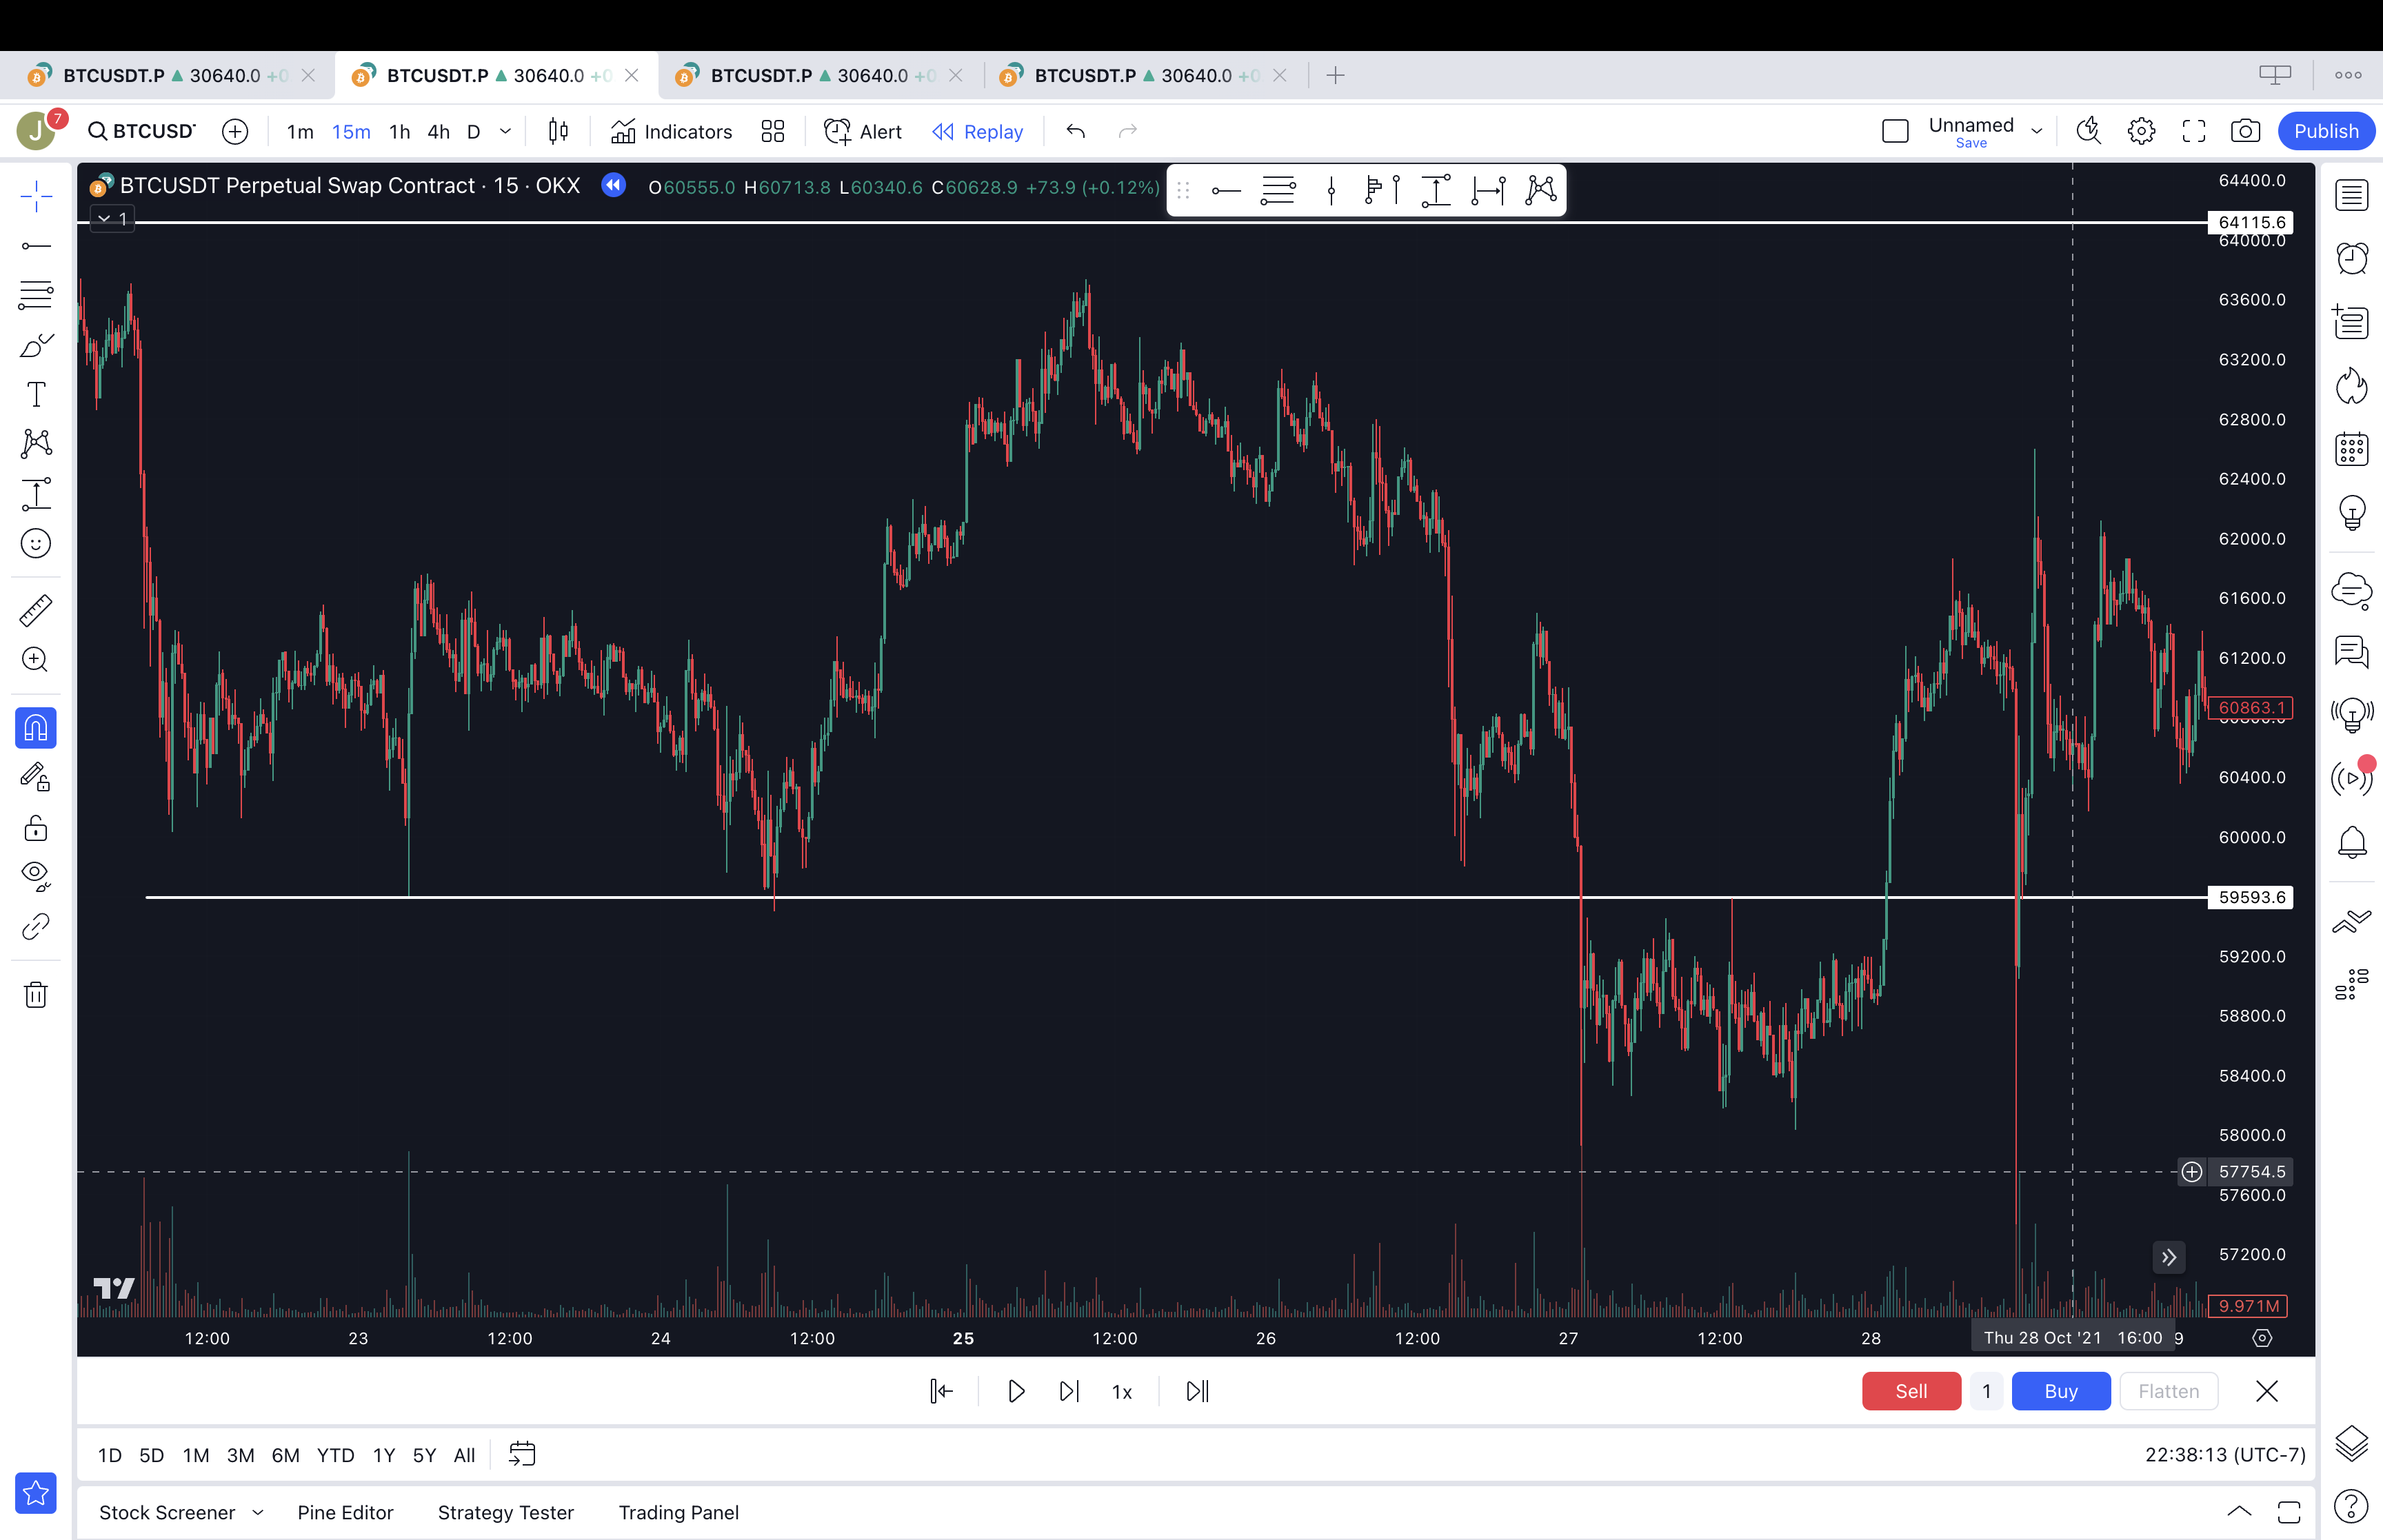 BTCUSDT.P ▲ 30640.0 +0
BTCUSDT.P ▲ 30640.0 +0
BTCUSDT.P ▲ 30640.0 +0
BTCUSDT.P ▲ 30640.0 +0
J 7 BTCUSD 1m 15m 1h 4h D Indicators Alert Replay Unnamed Save Publish
BTCUSDT Perpetual Swap Contract · 15 · OKX O60555.0 H60713.8 L60340.6 C60628.9 +73.9 (+0.12%)
1
64400.0
64115.6
64000.0
63600.0
63200.0
62800.0
62400.0
62000.0
61600.0
61200.0
60863.1
60400.0
60000.0
59593.6
59200.0
58800.0
58400.0
58000.0
57754.5
57600.0
57200.0
9.971M
12:00 23 12:00 24 12:00 25 12:00 26 12:00 27 12:00 28 Thu 28 Oct '21 16:00 9
1x Sell 1 Buy Flatten
1D 5D 1M 3M 6M YTD 1Y 5Y All 22:38:13 (UTC-7)
Stock Screener Pine Editor Strategy Tester Trading Panel